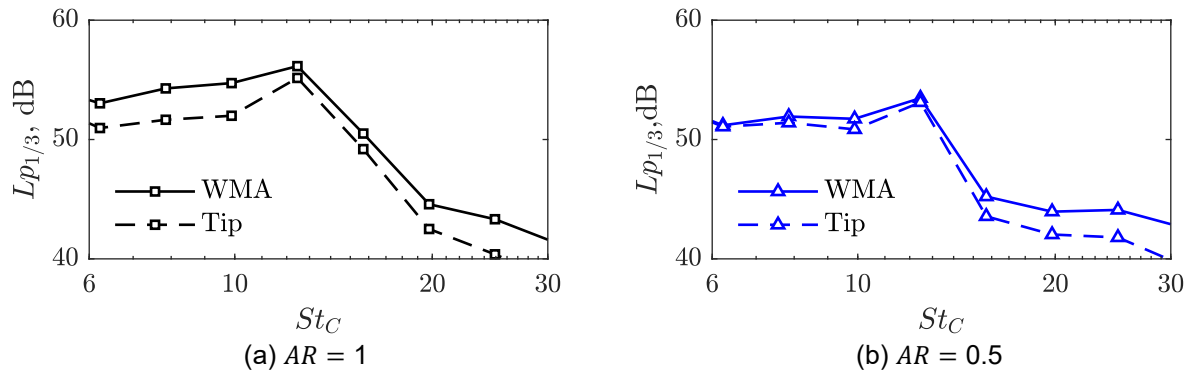 60
50
40
Lp1/3, dB
WMA
Tip
6
10
20
30
StC
(a) AR = 1
60
50
40
Lp1/3,dB
WMA
Tip
6
10
20
30
StC
(b) AR = 0.5